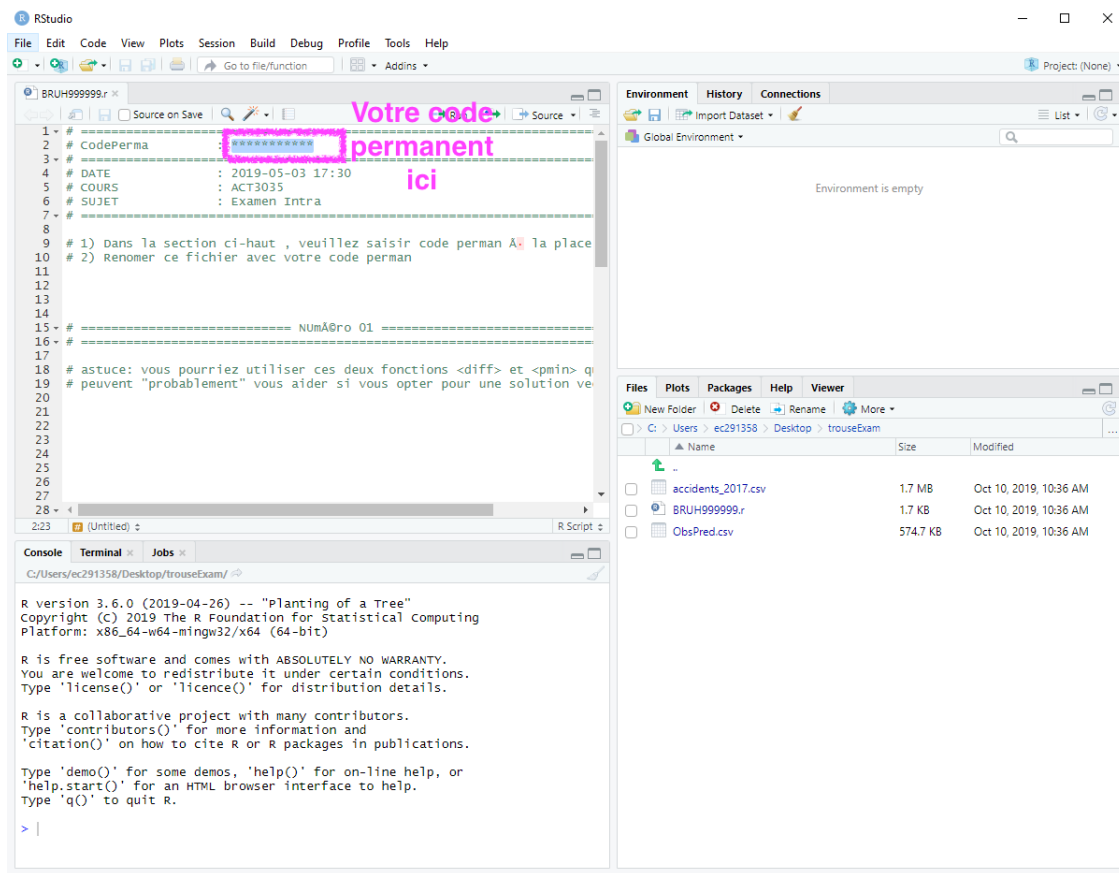 RStudio
File Edit Code View Plots Session Build Debug Profile Tools Help
Go to file/function Addins Project: (None)
BRUH999999.r
Source on Save Run Source
Votre code
permanent
ici
1 # ==========================================================================
2 # CodePerma : ***********
3 # ==========================================================================
4 # DATE : 2019-05-03 17:30
5 # COURS : ACT3035
6 # SUJET : Examen Intra
7 # ==========================================================================
8
9 # 1) Dans la section ci-haut , veuillez saisir code perman Ã la place
10 # 2) Renomer ce fichier avec votre code perman
11
12
13
14
15 # ============================ NUmÃ©ro 01 ============================
16 # ==========================================================================
17
18 # astuce: vous pourriez utiliser ces deux fonctions <diff> et <pmin> q
19 # peuvent "probablement" vous aider si vous opter pour une solution ve
20
21
22
23
24
25
26
27
28
2:23 (Untitled) R Script
Console Terminal Jobs
C:/Users/ec291358/Desktop/trouseExam/
R version 3.6.0 (2019-04-26) -- "Planting of a Tree"
Copyright (C) 2019 The R Foundation for Statistical Computing
Platform: x86_64-w64-mingw32/x64 (64-bit)
R is free software and comes with ABSOLUTELY NO WARRANTY.
You are welcome to redistribute it under certain conditions.
Type 'license()' or 'licence()' for distribution details.
R is a collaborative project with many contributors.
Type 'contributors()' for more information and
'citation()' on how to cite R or R packages in publications.
Type 'demo()' for some demos, 'help()' for on-line help, or
'help.start()' for an HTML browser interface to help.
Type 'q()' to quit R.
>
Environment History Connections
Import Dataset List
Global Environment
Environment is empty
Files Plots Packages Help Viewer
New Folder Delete Rename More
C: > Users > ec291358 > Desktop > trouseExam
Name Size Modified
..
accidents_2017.csv 1.7 MB Oct 10, 2019, 10:36 AM
BRUH999999.r 1.7 KB Oct 10, 2019, 10:36 AM
ObsPred.csv 574.7 KB Oct 10, 2019, 10:36 AM